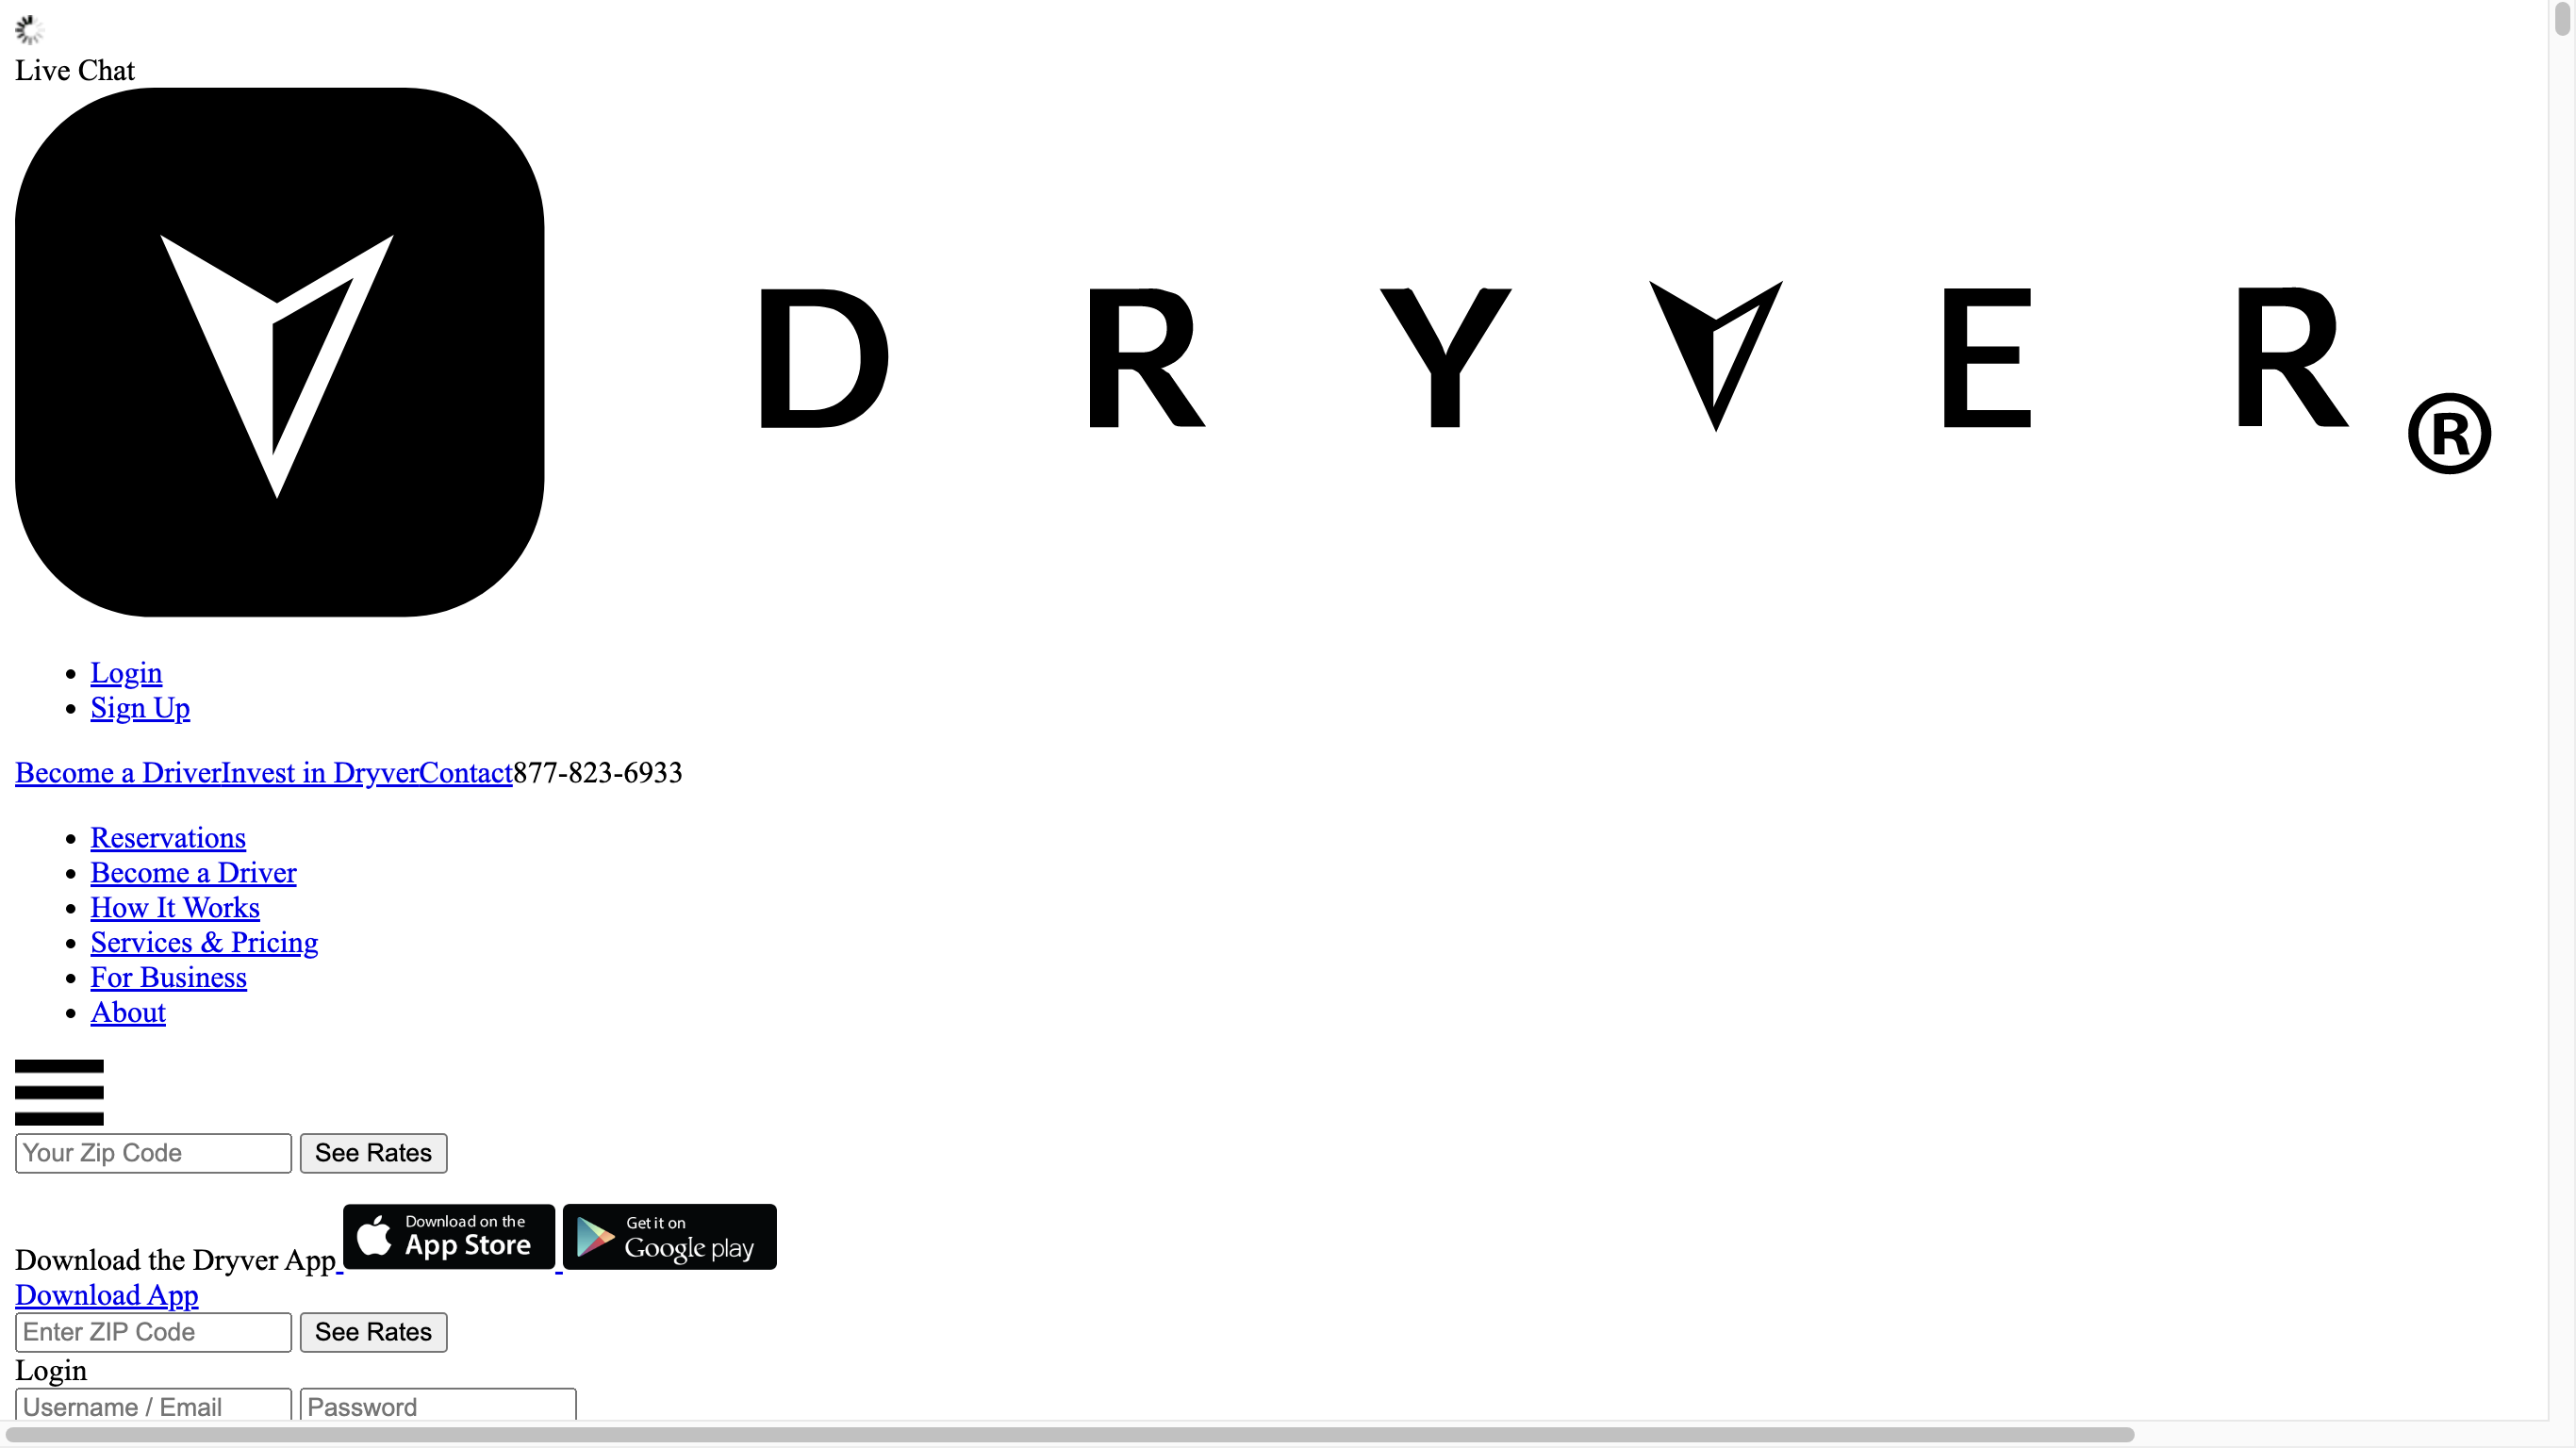 Live Chat
DRYVER®
Login
Sign Up
Become a DriverInvest in DryverContact877-823-6933
Reservations
Become a Driver
How It Works
Services & Pricing
For Business
About
Your Zip Code See Rates
Download the Dryver App Download on the App Store Get it on Google play
Download App
Enter ZIP Code See Rates
Login
Username / Email Password